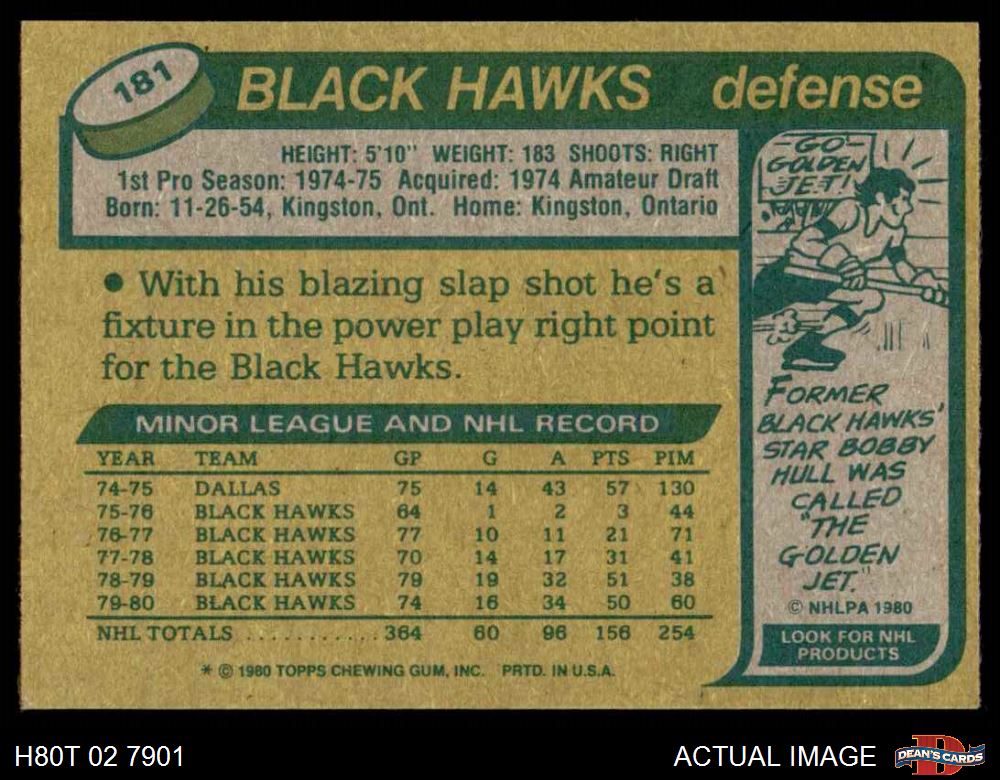 181
BLACK HAWKS defense
HEIGHT: 5'10" WEIGHT: 183 SHOOTS: RIGHT
1st Pro Season: 1974-75 Acquired: 1974 Amateur Draft
Born: 11-26-54, Kingston, Ont. Home: Kingston, Ontario
● With his blazing slap shot he's a
fixture in the power play right point
for the Black Hawks.
MINOR LEAGUE AND NHL RECORD
YEAR TEAM GP G A PTS PIM
74-75 DALLAS 75 14 43 57 130
75-76 BLACK HAWKS 64 1 2 3 44
76-77 BLACK HAWKS 77 10 11 21 71
77-78 BLACK HAWKS 70 14 17 31 41
78-79 BLACK HAWKS 79 19 32 51 38
79-80 BLACK HAWKS 74 16 34 50 60
NHL TOTALS ........... 364 60 96 156 254
* © 1980 TOPPS CHEWING GUM, INC. PRTD. IN U.S.A.
-GO-
GOLDEN
JET!
FORMER
BLACK HAWKS'
STAR BOBBY
HULL WAS
CALLED
"THE
GOLDEN
JET."
© NHLPA 1980
LOOK FOR NHL
PRODUCTS
H80T 02 7901
ACTUAL IMAGE
D
DEAN'S CARDS